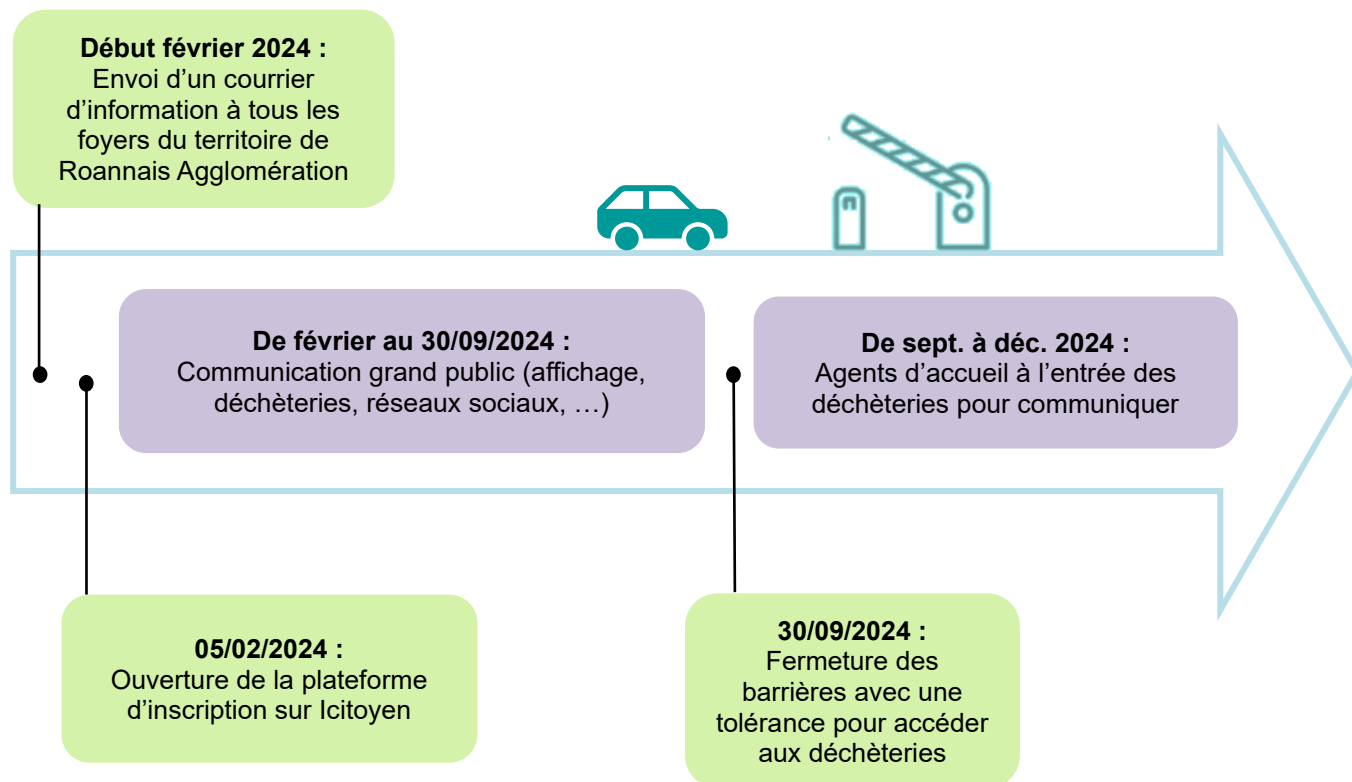 Début février 2024 :
Envoi d’un courrier
d’information à tous les
foyers du territoire de
Roannais Agglomération
De février au 30/09/2024 :
Communication grand public (affichage,
déchèteries, réseaux sociaux, …)
De sept. à déc. 2024 :
Agents d’accueil à l’entrée des
déchèteries pour communiquer
05/02/2024 :
Ouverture de la plateforme
d’inscription sur Icitoyen
30/09/2024 :
Fermeture des
barrières avec une
tolérance pour accéder
aux déchèteries